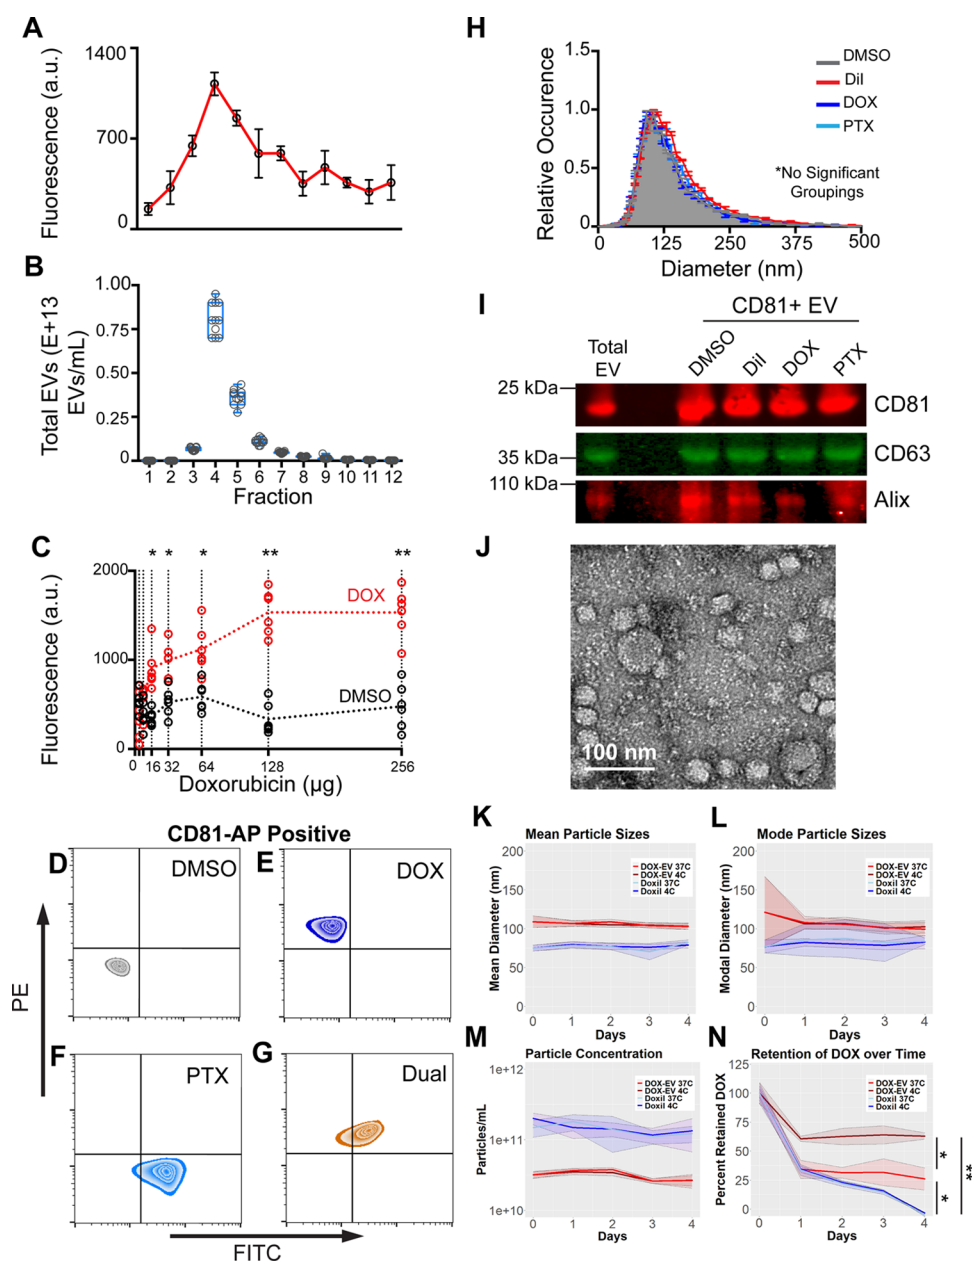 A
Fluorescence (a.u.)
1400
700
0
B
Total EVs (E+13
EVs/mL)
1.00
0.75
0.50
0.25
0
1 2 3 4 5 6 7 8 9 10 11 12
Fraction
C
Fluorescence (a.u.)
* * * ** **
2000
1000
0
DOX
DMSO
0 16 32 64 128 256
Doxorubicin (µg)
CD81-AP Positive
D
DMSO
E
DOX
F
PTX
G
Dual
PE
FITC
H
Relative Occurence
1.5
1.0
0.5
0
DMSO
Dil
DOX
PTX
*No Significant
Groupings
0 125 250 375 500
Diameter (nm)
I
CD81+ EV
Total
EV
DMSO
Dil
DOX
PTX
25 kDa
CD81
35 kDa
CD63
110 kDa
Alix
J
100 nm
K
Mean Particle Sizes
Mean Diameter (nm)
200
150
100
50
0
DOX-EV 37C
DOX-EV 4C
Doxil 37C
Doxil 4C
0 1 2 3 4
Days
L
Mode Particle Sizes
Modal Diameter (nm)
200
150
100
50
0
DOX-EV 37C
DOX-EV 4C
Doxil 37C
Doxil 4C
0 1 2 3 4
Days
M
Particle Concentration
Particles/mL
1e+12
1e+11
1e+10
DOX-EV 37C
DOX-EV 4C
Doxil 37C
Doxil 4C
0 1 2 3 4
Days
N
Retention of DOX over Time
Percent Retained DOX
125
100
75
50
25
0
DOX-EV 37C
DOX-EV 4C
Doxil 37C
Doxil 4C
*
*
**
0 1 2 3 4
Days